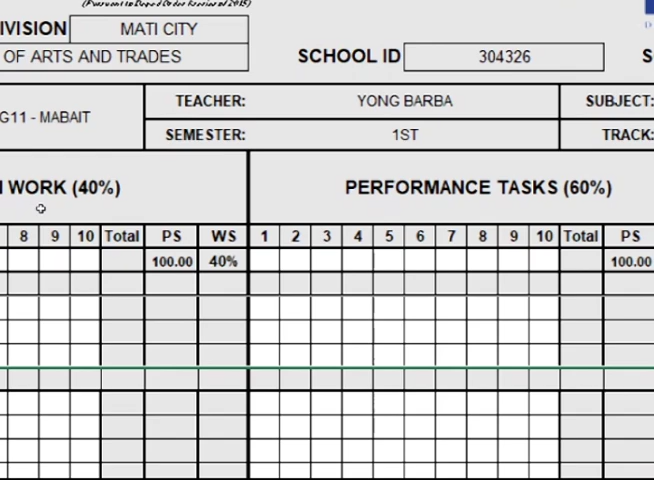 IVISION MATI CITY
OF ARTS AND TRADES SCHOOL ID 304326 S
G11 - MABAIT TEACHER: YONG BARBA SUBJECT:
SEMESTER: 1ST TRACK:
WORK (40%) PERFORMANCE TASKS (60%)
8 9 10 Total PS WS 1 2 3 4 5 6 7 8 9 10 Total PS
100.00 40% 100.00